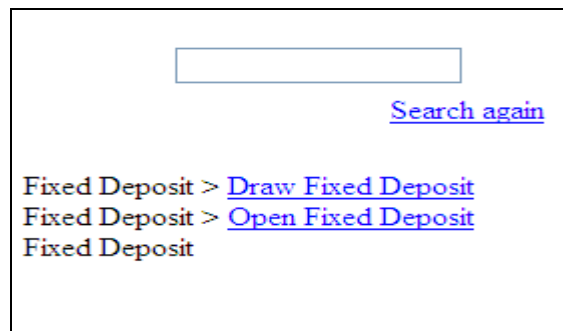 Search again
Fixed Deposit > Draw Fixed Deposit
Fixed Deposit > Open Fixed Deposit
Fixed Deposit